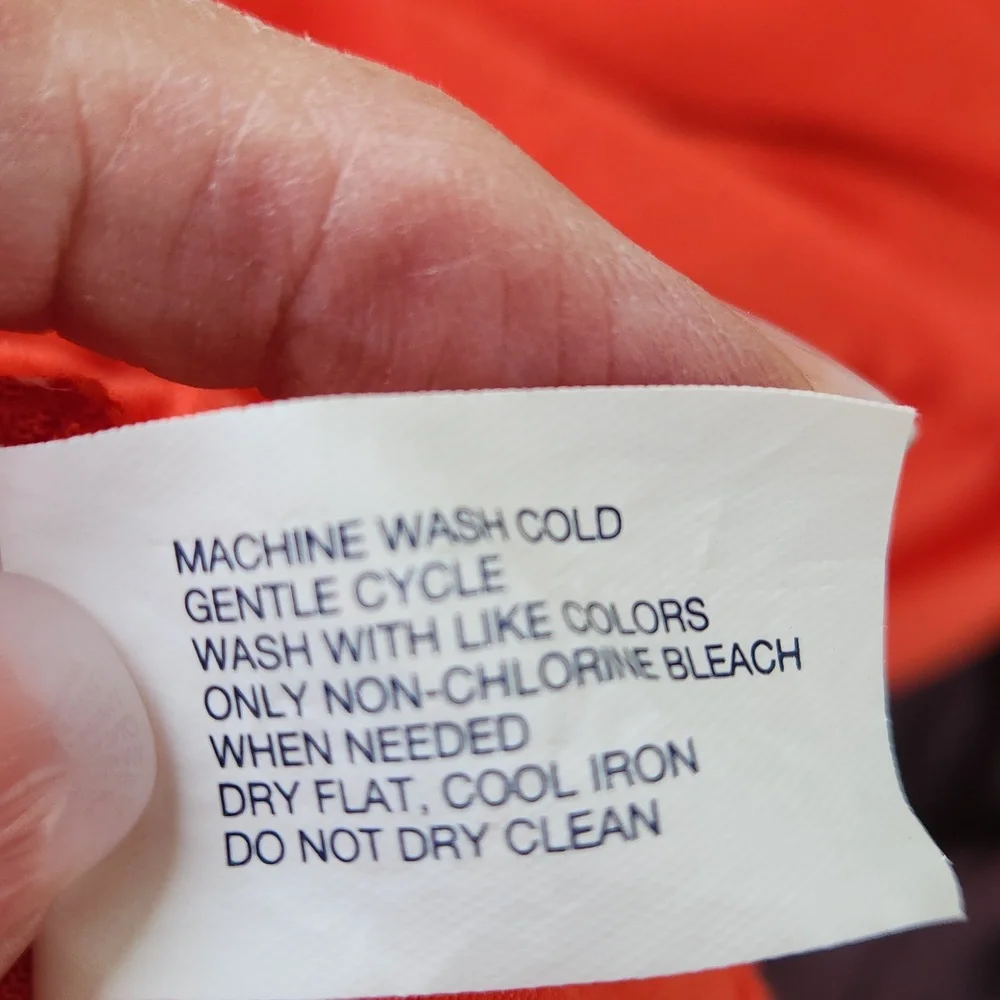 MACHINE WASH COLD
GENTLE CYCLE
WASH WITH LIKE COLORS
ONLY NON-CHLORINE BLEACH
WHEN NEEDED
DRY FLAT, COOL IRON
DO NOT DRY CLEAN